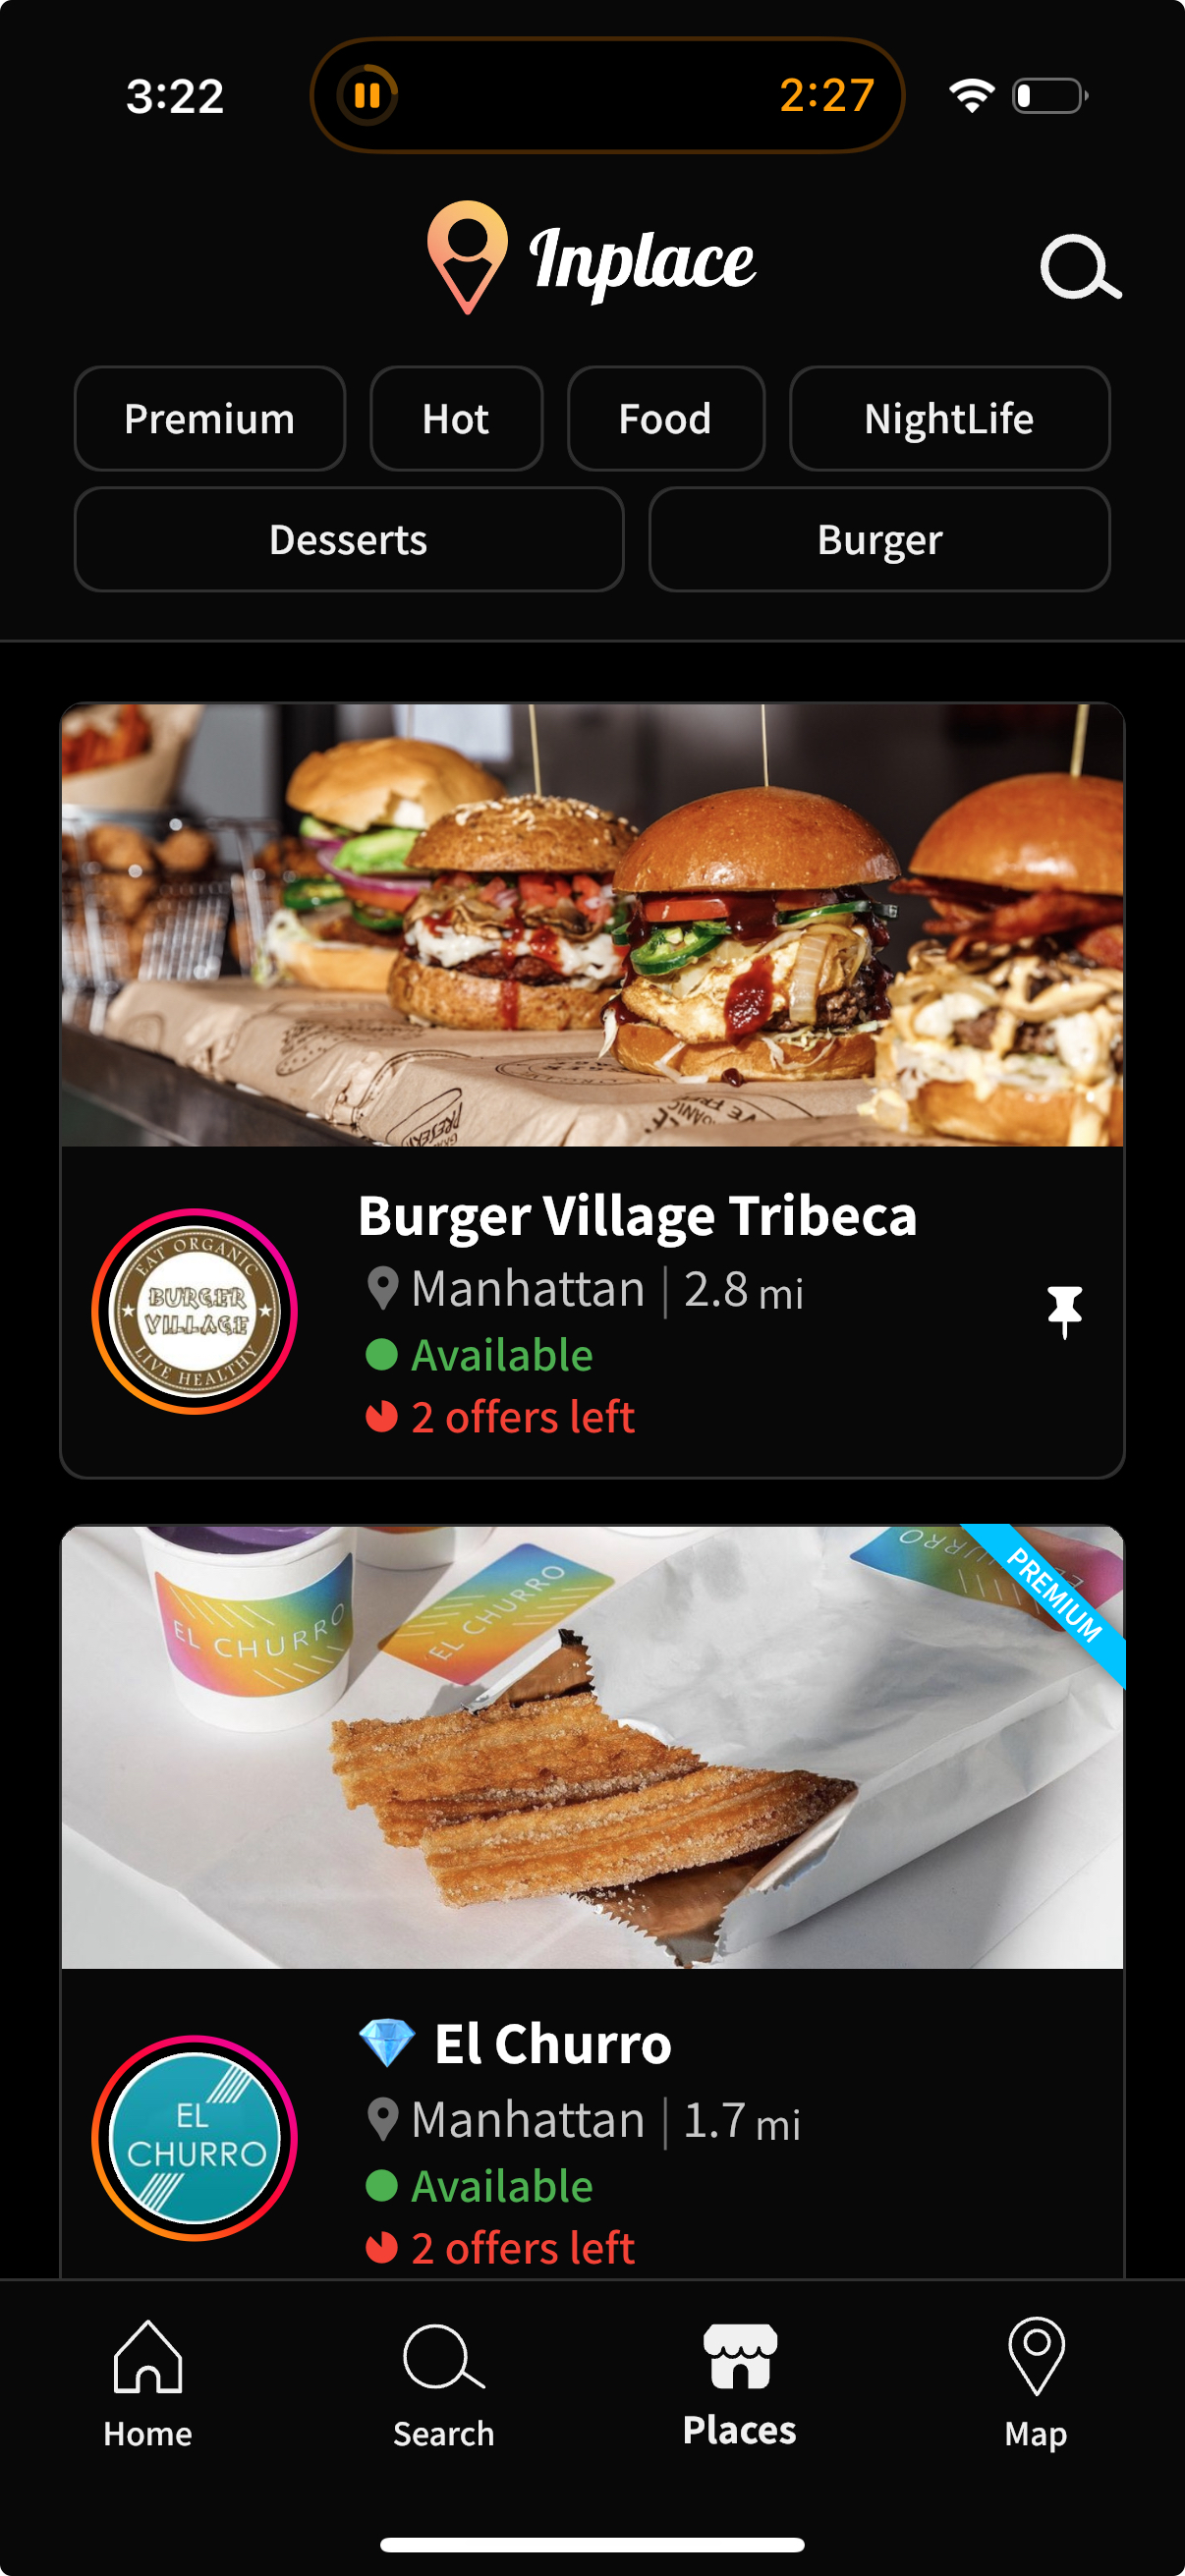 3:22
2:27
Inplace
Premium
Hot
Food
NightLife
Desserts
Burger
Burger Village Tribeca
EAT ORGANIC
BURGER
VILLAGE
LIVE HEALTHY
Manhattan | 2.8 mi
Available
2 offers left
EL CHURRO
EL CHURRO
PREMIUM
El Churro
EL
CHURRO
Manhattan | 1.7 mi
Available
2 offers left
Home
Search
Places
Map